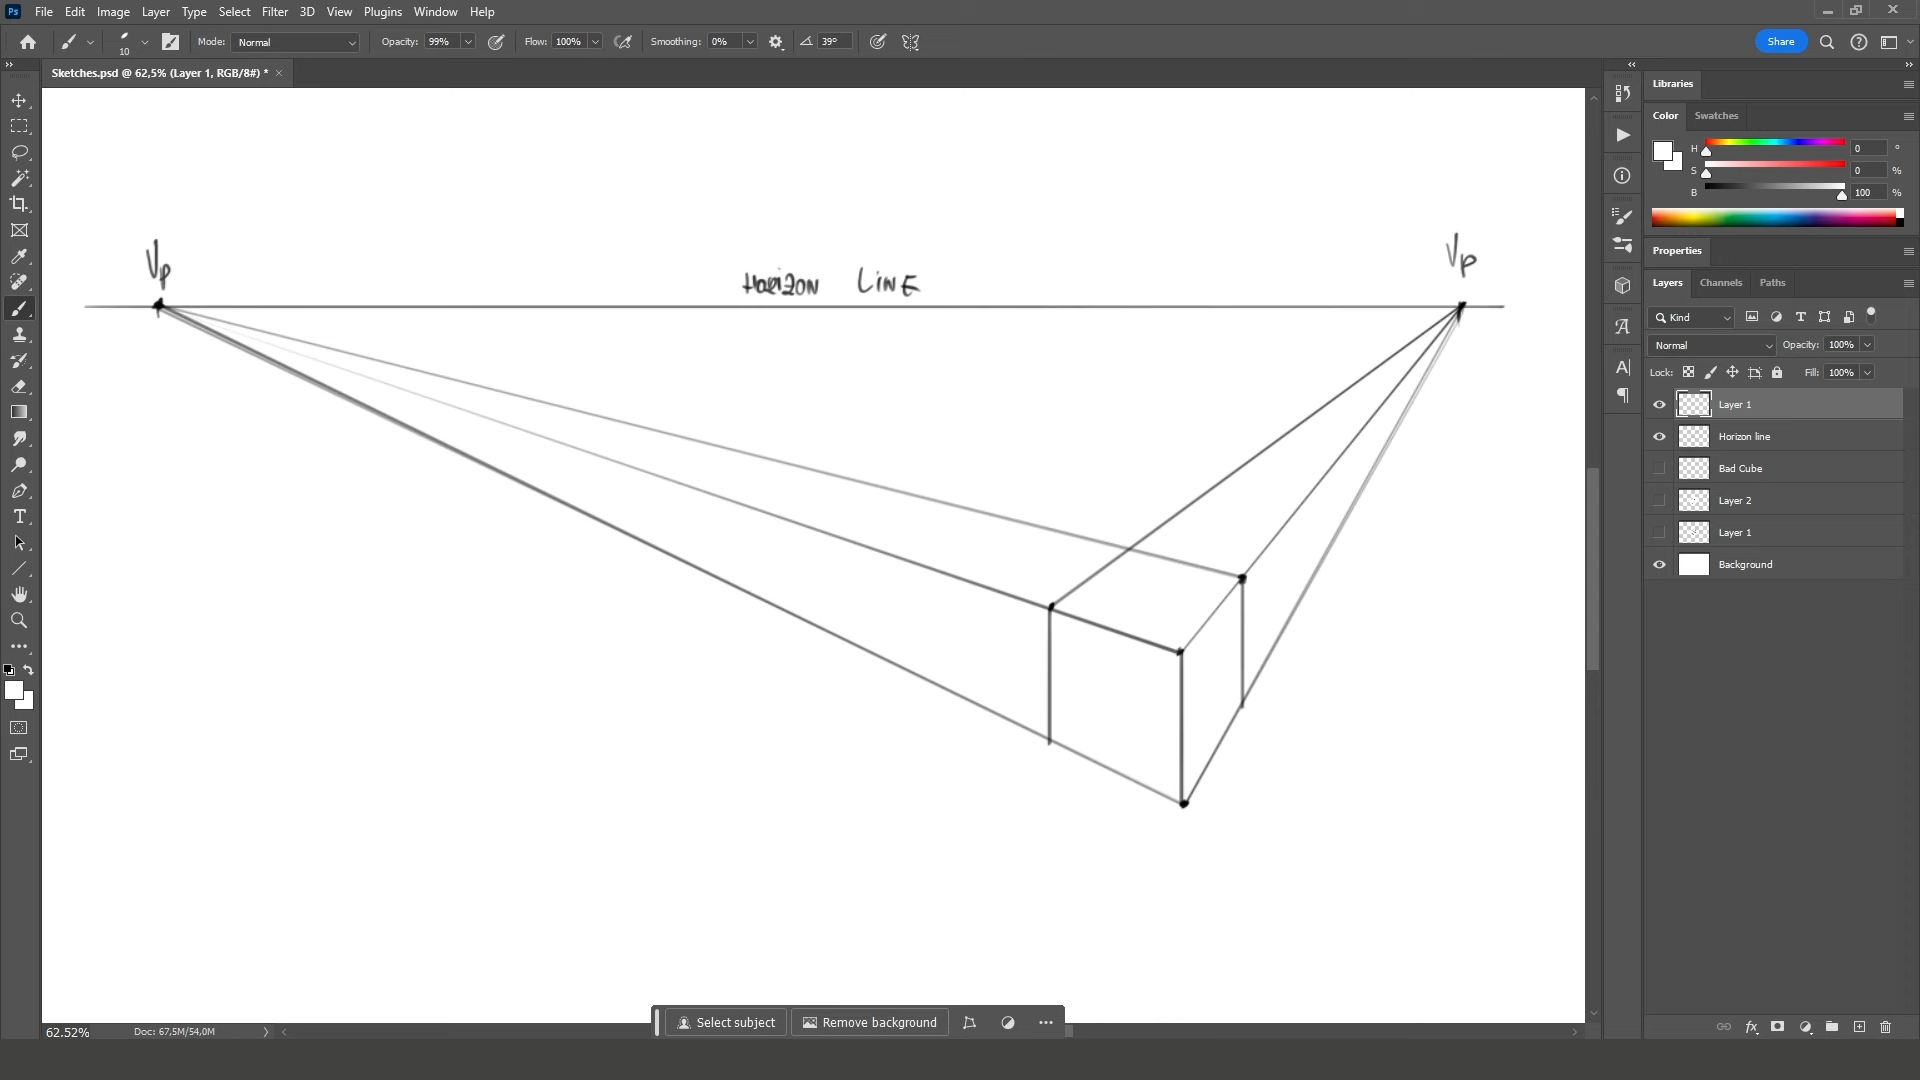 Ps File Edit Image Layer Type Select Filter 3D View Plugins Window Help
10 Mode: Normal Opacity: 99% Flow: 100% Smoothing: 0% 39° Share
Sketches.psd @ 62,5% (Layer 1, RGB/8#) * ×
Libraries
Color Swatches
H 0 °
S 0 %
B 100 %
Properties
Layers Channels Paths
Kind
Normal Opacity: 100%
Lock: Fill: 100%
Layer 1
Horizon line
Bad Cube
Layer 2
Layer 1
Background
Vp
Horizon Line
Vp
Select subject Remove background
62.52% Doc: 67,5M/54,0M